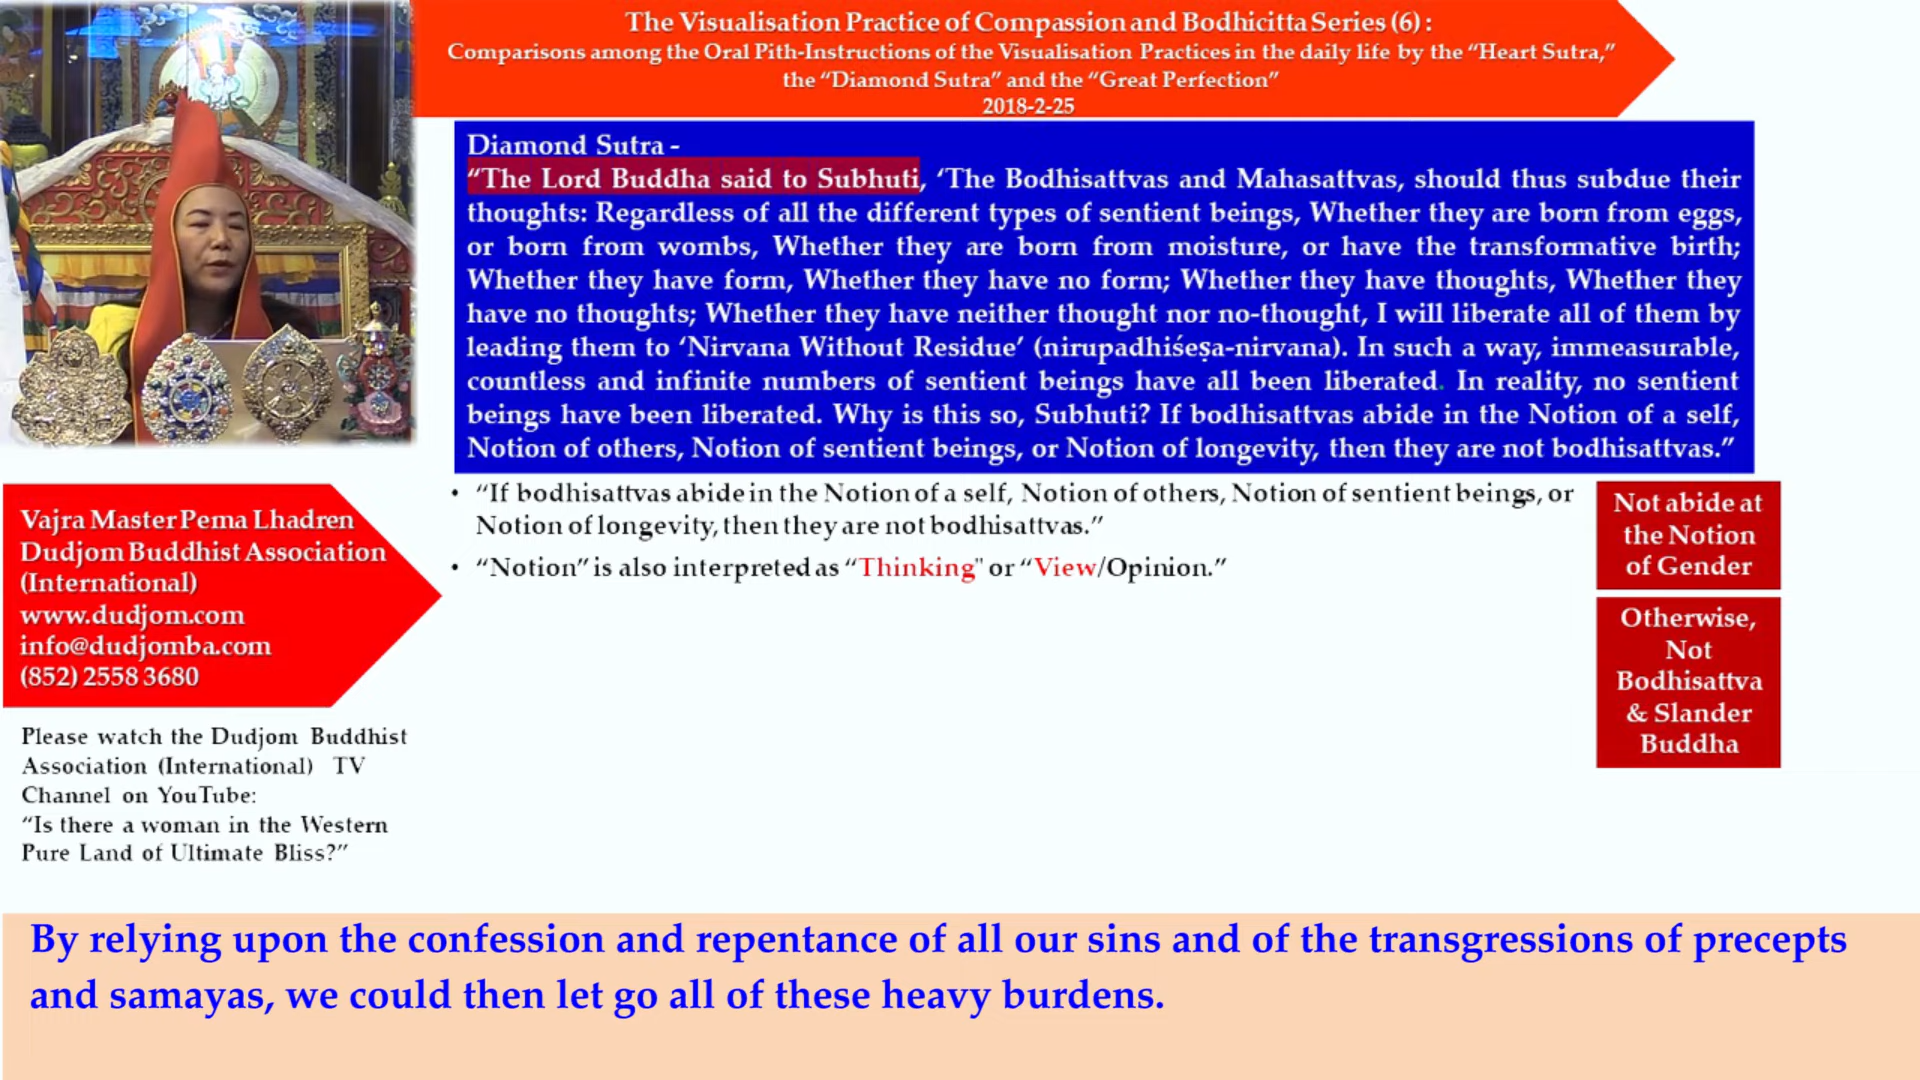 The Visualisation Practice of Compassion and Bodhicitta Series (6) :
Comparisons among the Oral Pith-Instructions of the Visualisation Practices in the daily life by the “Heart Sutra,”
the “Diamond Sutra” and the “Great Perfection”
2018-2-25
Diamond Sutra -
“The Lord Buddha said to Subhuti, ‘The Bodhisattvas and Mahasattvas, should thus subdue their
thoughts: Regardless of all the different types of sentient beings, Whether they are born from eggs,
or born from wombs, Whether they are born from moisture, or have the transformative birth;
Whether they have form, Whether they have no form; Whether they have thoughts, Whether they
have no thoughts; Whether they have neither thought nor no-thought, I will liberate all of them by
leading them to ‘Nirvana Without Residue’ (nirupadhiśeṣa-nirvana). In such a way, immeasurable,
countless and infinite numbers of sentient beings have all been liberated. In reality, no sentient
beings have been liberated. Why is this so, Subhuti? If bodhisattvas abide in the Notion of a self,
Notion of others, Notion of sentient beings, or Notion of longevity, then they are not bodhisattvas.”
• “If bodhisattvas abide in the Notion of a self, Notion of others, Notion of sentient beings, or
Notion of longevity, then they are not bodhisattvas.”
• “Notion” is also interpreted as “Thinking" or “View/Opinion.”
Not abide at
the Notion
of Gender
Otherwise,
Not
Bodhisattva
& Slander
Buddha
Vajra Master Pema Lhadren
Dudjom Buddhist Association
(International)
www.dudjom.com
info@dudjomba.com
(852) 2558 3680
Please watch the Dudjom Buddhist
Association (International) TV
Channel on YouTube:
“Is there a woman in the Western
Pure Land of Ultimate Bliss?”
By relying upon the confession and repentance of all our sins and of the transgressions of precepts
and samayas, we could then let go all of these heavy burdens.